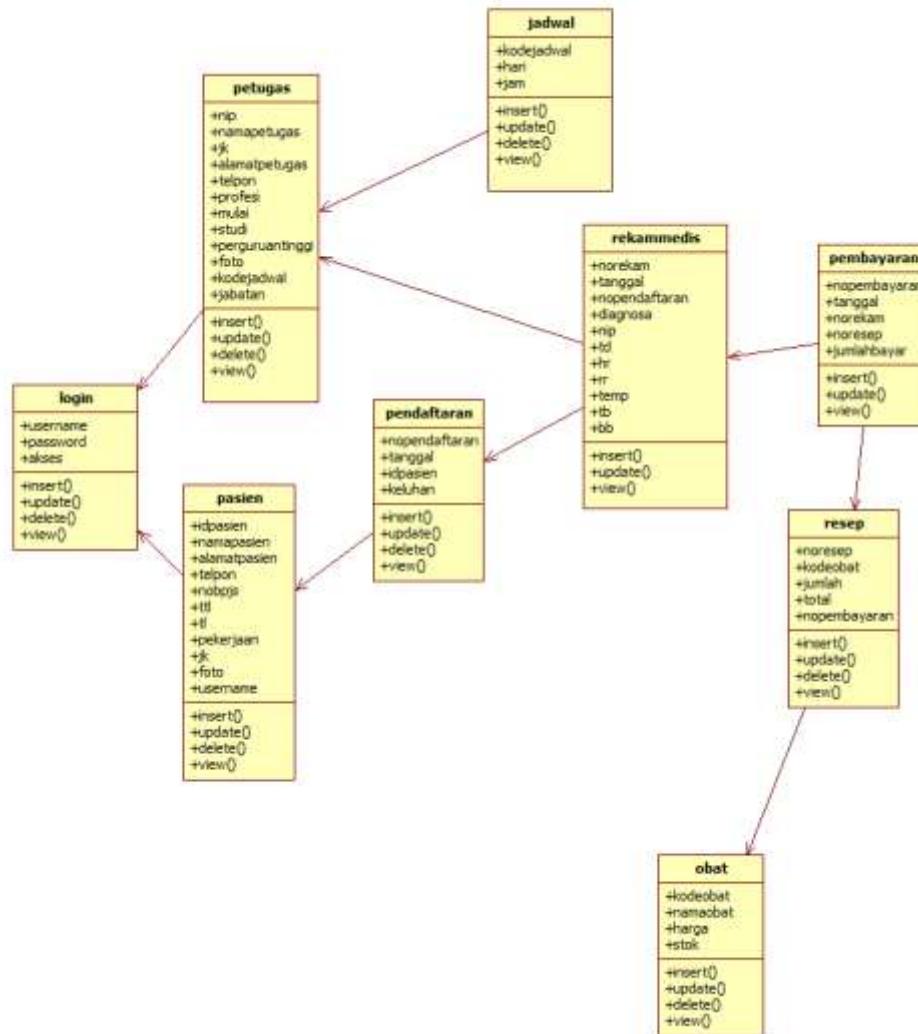 jadwal
+kodejadwal
+hari
+jam
+insert()
+update()
+delete()
+view()
petugas
+nip
+namapetugas
+jk
+alamatpetugas
+telpon
+profesi
+mulai
+studi
+perguruantinggi
+foto
+kodejadwal
+jabatan
+insert()
+update()
+delete()
+view()
rekammedis
+norekam
+tanggal
+nopendaftaran
+diagnosa
+nip
+td
+hr
+rr
+temp
+tb
+bb
+insert()
+update()
+view()
pembayaran
+nopembayaran
+tanggal
+norekam
+noresep
+jumlahbayar
+insert()
+update()
+view()
login
+username
+password
+akses
+insert()
+update()
+delete()
+view()
pendaftaran
+nopendaftaran
+tanggal
+idpasien
+keluhan
+insert()
+update()
+delete()
+view()
pasien
+idpasien
+namapasien
+alamatpasien
+telpon
+nobpjs
+ttl
+tl
+pekerjaan
+jk
+foto
+username
+insert()
+update()
+delete()
+view()
resep
+noresep
+kodeobat
+jumlah
+total
+nopembayaran
+insert()
+update()
+delete()
+view()
obat
+kodeobat
+namaobat
+harga
+stok
+insert()
+update()
+delete()
+view()